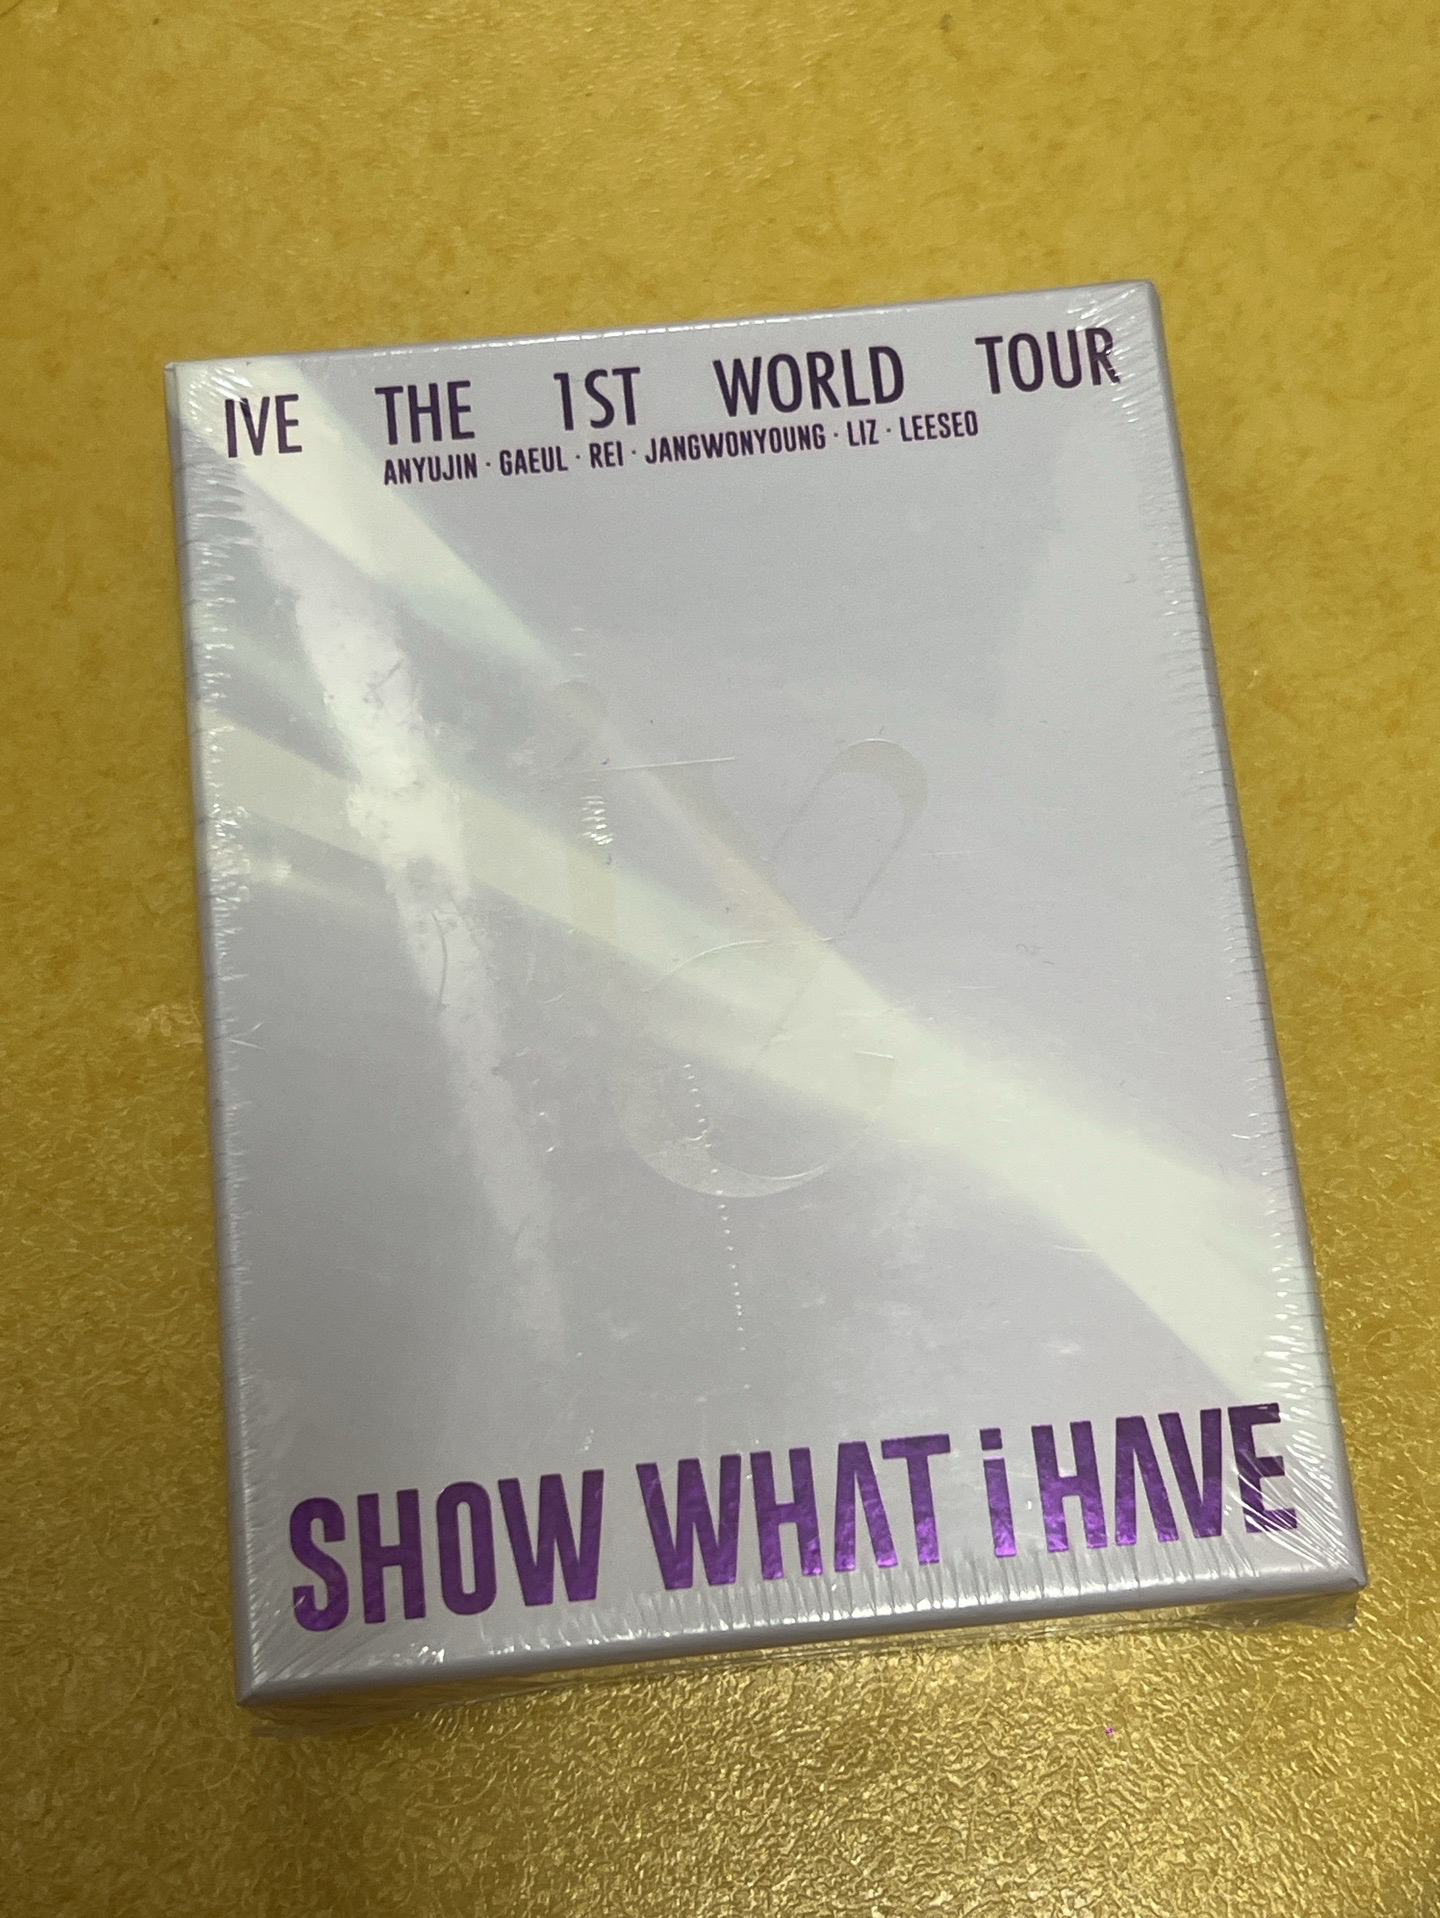 IVE THE 1ST WORLD TOUR
ANYUJIN · GAEUL · REI · JANGWONYOUNG · LIZ · LEESEO
SHOW WHAT i HAVE